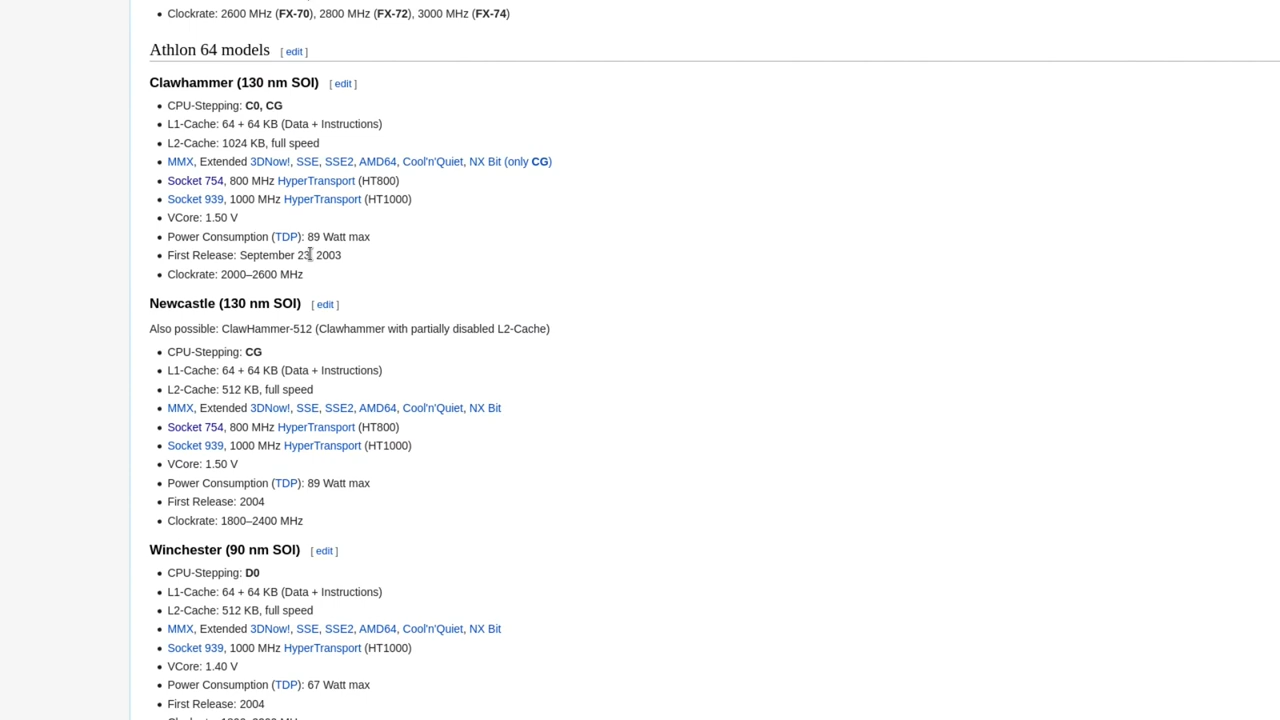 Clockrate: 2600 MHz (FX-70), 2800 MHz (FX-72), 3000 MHz (FX-74)
Athlon 64 models [ edit ]
Clawhammer (130 nm SOI) [ edit ]
CPU-Stepping: C0, CG
L1-Cache: 64 + 64 KB (Data + Instructions)
L2-Cache: 1024 KB, full speed
MMX, Extended 3DNow!, SSE, SSE2, AMD64, Cool'n'Quiet, NX Bit (only CG)
Socket 754, 800 MHz HyperTransport (HT800)
Socket 939, 1000 MHz HyperTransport (HT1000)
VCore: 1.50 V
Power Consumption (TDP): 89 Watt max
First Release: September 23, 2003
Clockrate: 2000–2600 MHz
Newcastle (130 nm SOI) [ edit ]
Also possible: ClawHammer-512 (Clawhammer with partially disabled L2-Cache)
CPU-Stepping: CG
L1-Cache: 64 + 64 KB (Data + Instructions)
L2-Cache: 512 KB, full speed
MMX, Extended 3DNow!, SSE, SSE2, AMD64, Cool'n'Quiet, NX Bit
Socket 754, 800 MHz HyperTransport (HT800)
Socket 939, 1000 MHz HyperTransport (HT1000)
VCore: 1.50 V
Power Consumption (TDP): 89 Watt max
First Release: 2004
Clockrate: 1800–2400 MHz
Winchester (90 nm SOI) [ edit ]
CPU-Stepping: D0
L1-Cache: 64 + 64 KB (Data + Instructions)
L2-Cache: 512 KB, full speed
MMX, Extended 3DNow!, SSE, SSE2, AMD64, Cool'n'Quiet, NX Bit
Socket 939, 1000 MHz HyperTransport (HT1000)
VCore: 1.40 V
Power Consumption (TDP): 67 Watt max
First Release: 2004